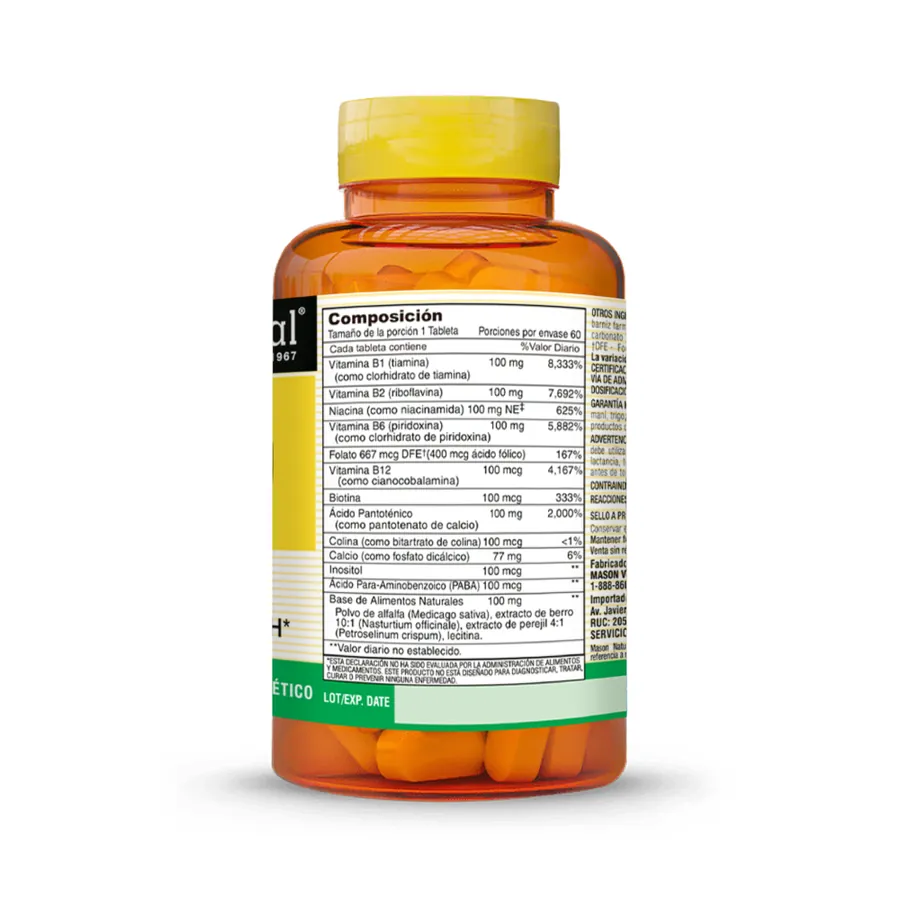 al®
1967
H*
ÉTICO
Composición
Tamaño de la porción 1 Tableta Porciones por envase 60
Cada tableta contiene %Valor Diario
Vitamina B1 (tiamina) 100 mg 8,333%
(como clorhidrato de tiamina)
Vitamina B2 (riboflavina) 100 mg 7,692%
Niacina (como niacinamida) 100 mg NE‡ 625%
Vitamina B6 (piridoxina) 100 mg 5,882%
(como clorhidrato de piridoxina)
Folato 667 mcg DFE†(400 mcg ácido fólico) 167%
Vitamina B12 100 mcg 4,167%
(como cianocobalamina)
Biotina 100 mcg 333%
Ácido Pantoténico 100 mg 2,000%
(como pantotenato de calcio)
Colina (como bitartrato de colina) 100 mcg <1%
Calcio (como fosfato dicálcico) 77 mg 6%
Inositol 100 mcg **
Ácido Para-Aminobenzoico (PABA) 100 mcg **
Base de Alimentos Naturales 100 mg **
Polvo de alfalfa (Medicago sativa), extracto de berro
10:1 (Nasturtium officinale), extracto de perejil 4:1
(Petroselinum crispum), lecitina.
**Valor diario no establecido.
*ESTA DECLARACIÓN NO HA SIDO EVALUADA POR LA ADMINISTRACIÓN DE ALIMENTOS
Y MEDICAMENTOS. ESTE PRODUCTO NO ESTÁ DISEÑADO PARA DIAGNOSTICAR, TRATAR,
CURAR O PREVENIR NINGUNA ENFERMEDAD.
LOT/EXP. DATE
OTROS ING
barniz farm
carbonato
†DFE - Fo
La variació
CERTIFICAC
VÍA DE ADM
DOSIFICACI
GARANTÍA
maní, trigo,
productos
ADVERTENC
debe utiliza
lactancia,
antes de
CONTRAIND
REACCIONES
SELLO A PR
Conservar
Mantener
Venta sin re
Fabricado
MASON V
1-888-86
Importad
Av. Javier
RUC: 205
SERVICIO
Mason Natu
referencia a